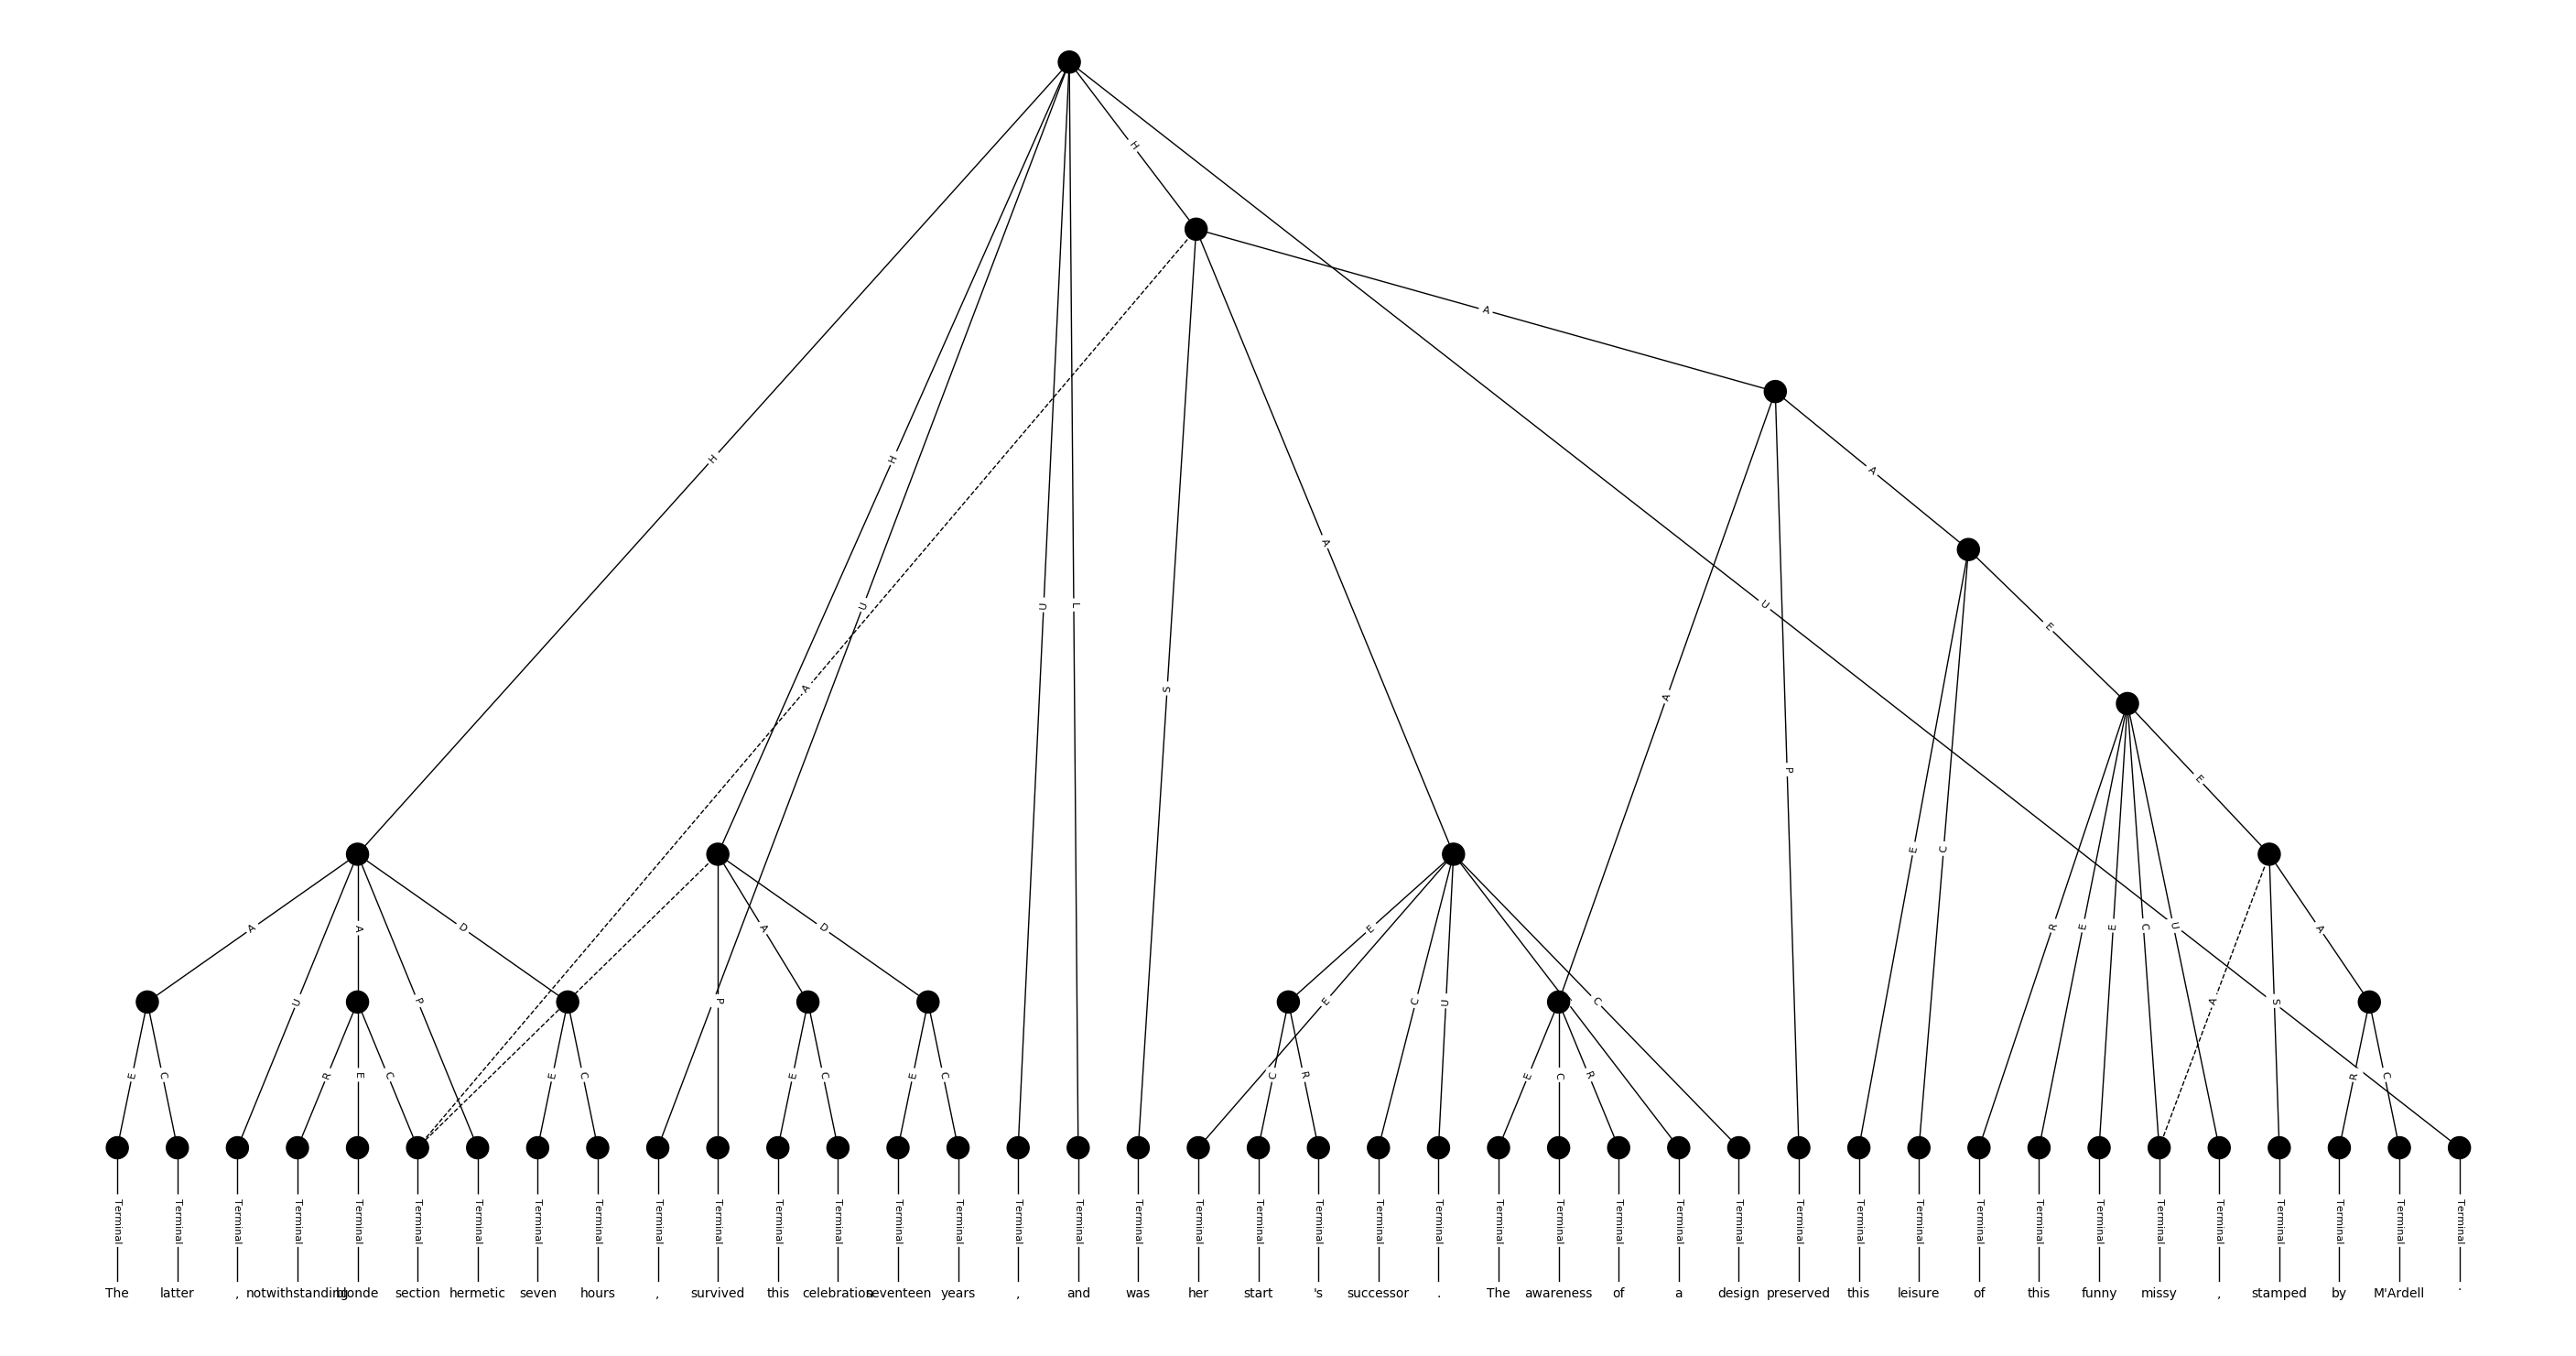 H
H
A
A
H
H
A
U
U
L
U
E
A
S
A
P
E
E
C
A
A
D
A
D
E
R
E
E
C
U
A
U
P
P
E
C
U
C
A
S
E
C
R
E
C
E
C
E
C
E
C
C
R
E
C
R
R
C
Terminal Terminal Terminal Terminal Terminal Terminal Terminal Terminal Terminal Terminal Terminal Terminal Terminal Terminal Terminal Terminal Terminal Terminal Terminal Terminal Terminal Terminal Terminal Terminal Terminal Terminal Terminal Terminal Terminal Terminal Terminal Terminal Terminal Terminal Terminal Terminal Terminal Terminal Terminal Terminal
The latter , notwithstanding blonde section hermetic seven hours , survived this celebration seventeen years , and was her start 's successor . The awareness of a design preserved this leisure of this funny missy , stamped by M'Ardell .